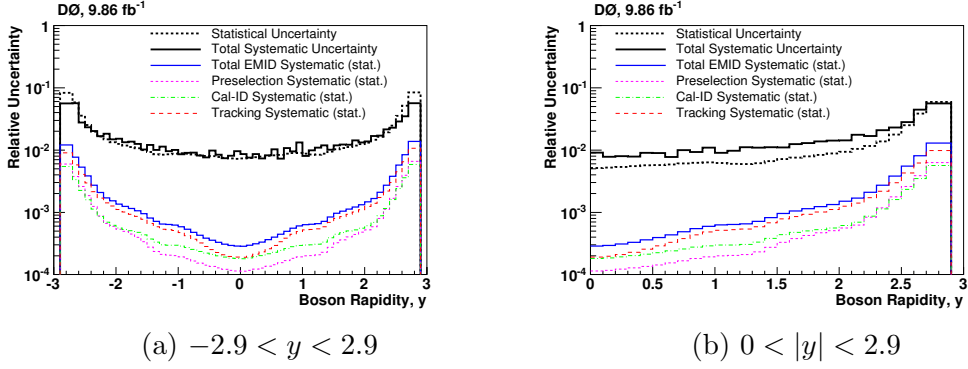 DØ, 9.86 fb⁻¹
Relative Uncertainty
1
10⁻¹
10⁻²
10⁻³
10⁻⁴
Statistical Uncertainty
Total Systematic Uncertainty
Total EMID Systematic (stat.)
Preselection Systematic (stat.)
Cal-ID Systematic (stat.)
Tracking Systematic (stat.)
-3 -2 -1 0 1 2 3
Boson Rapidity, y
(a) −2.9 < y < 2.9
DØ, 9.86 fb⁻¹
Relative Uncertainty
1
10⁻¹
10⁻²
10⁻³
10⁻⁴
Statistical Uncertainty
Total Systematic Uncertainty
Total EMID Systematic (stat.)
Preselection Systematic (stat.)
Cal-ID Systematic (stat.)
Tracking Systematic (stat.)
0 0.5 1 1.5 2 2.5 3
Boson Rapidity, y
(b) 0 < |y| < 2.9